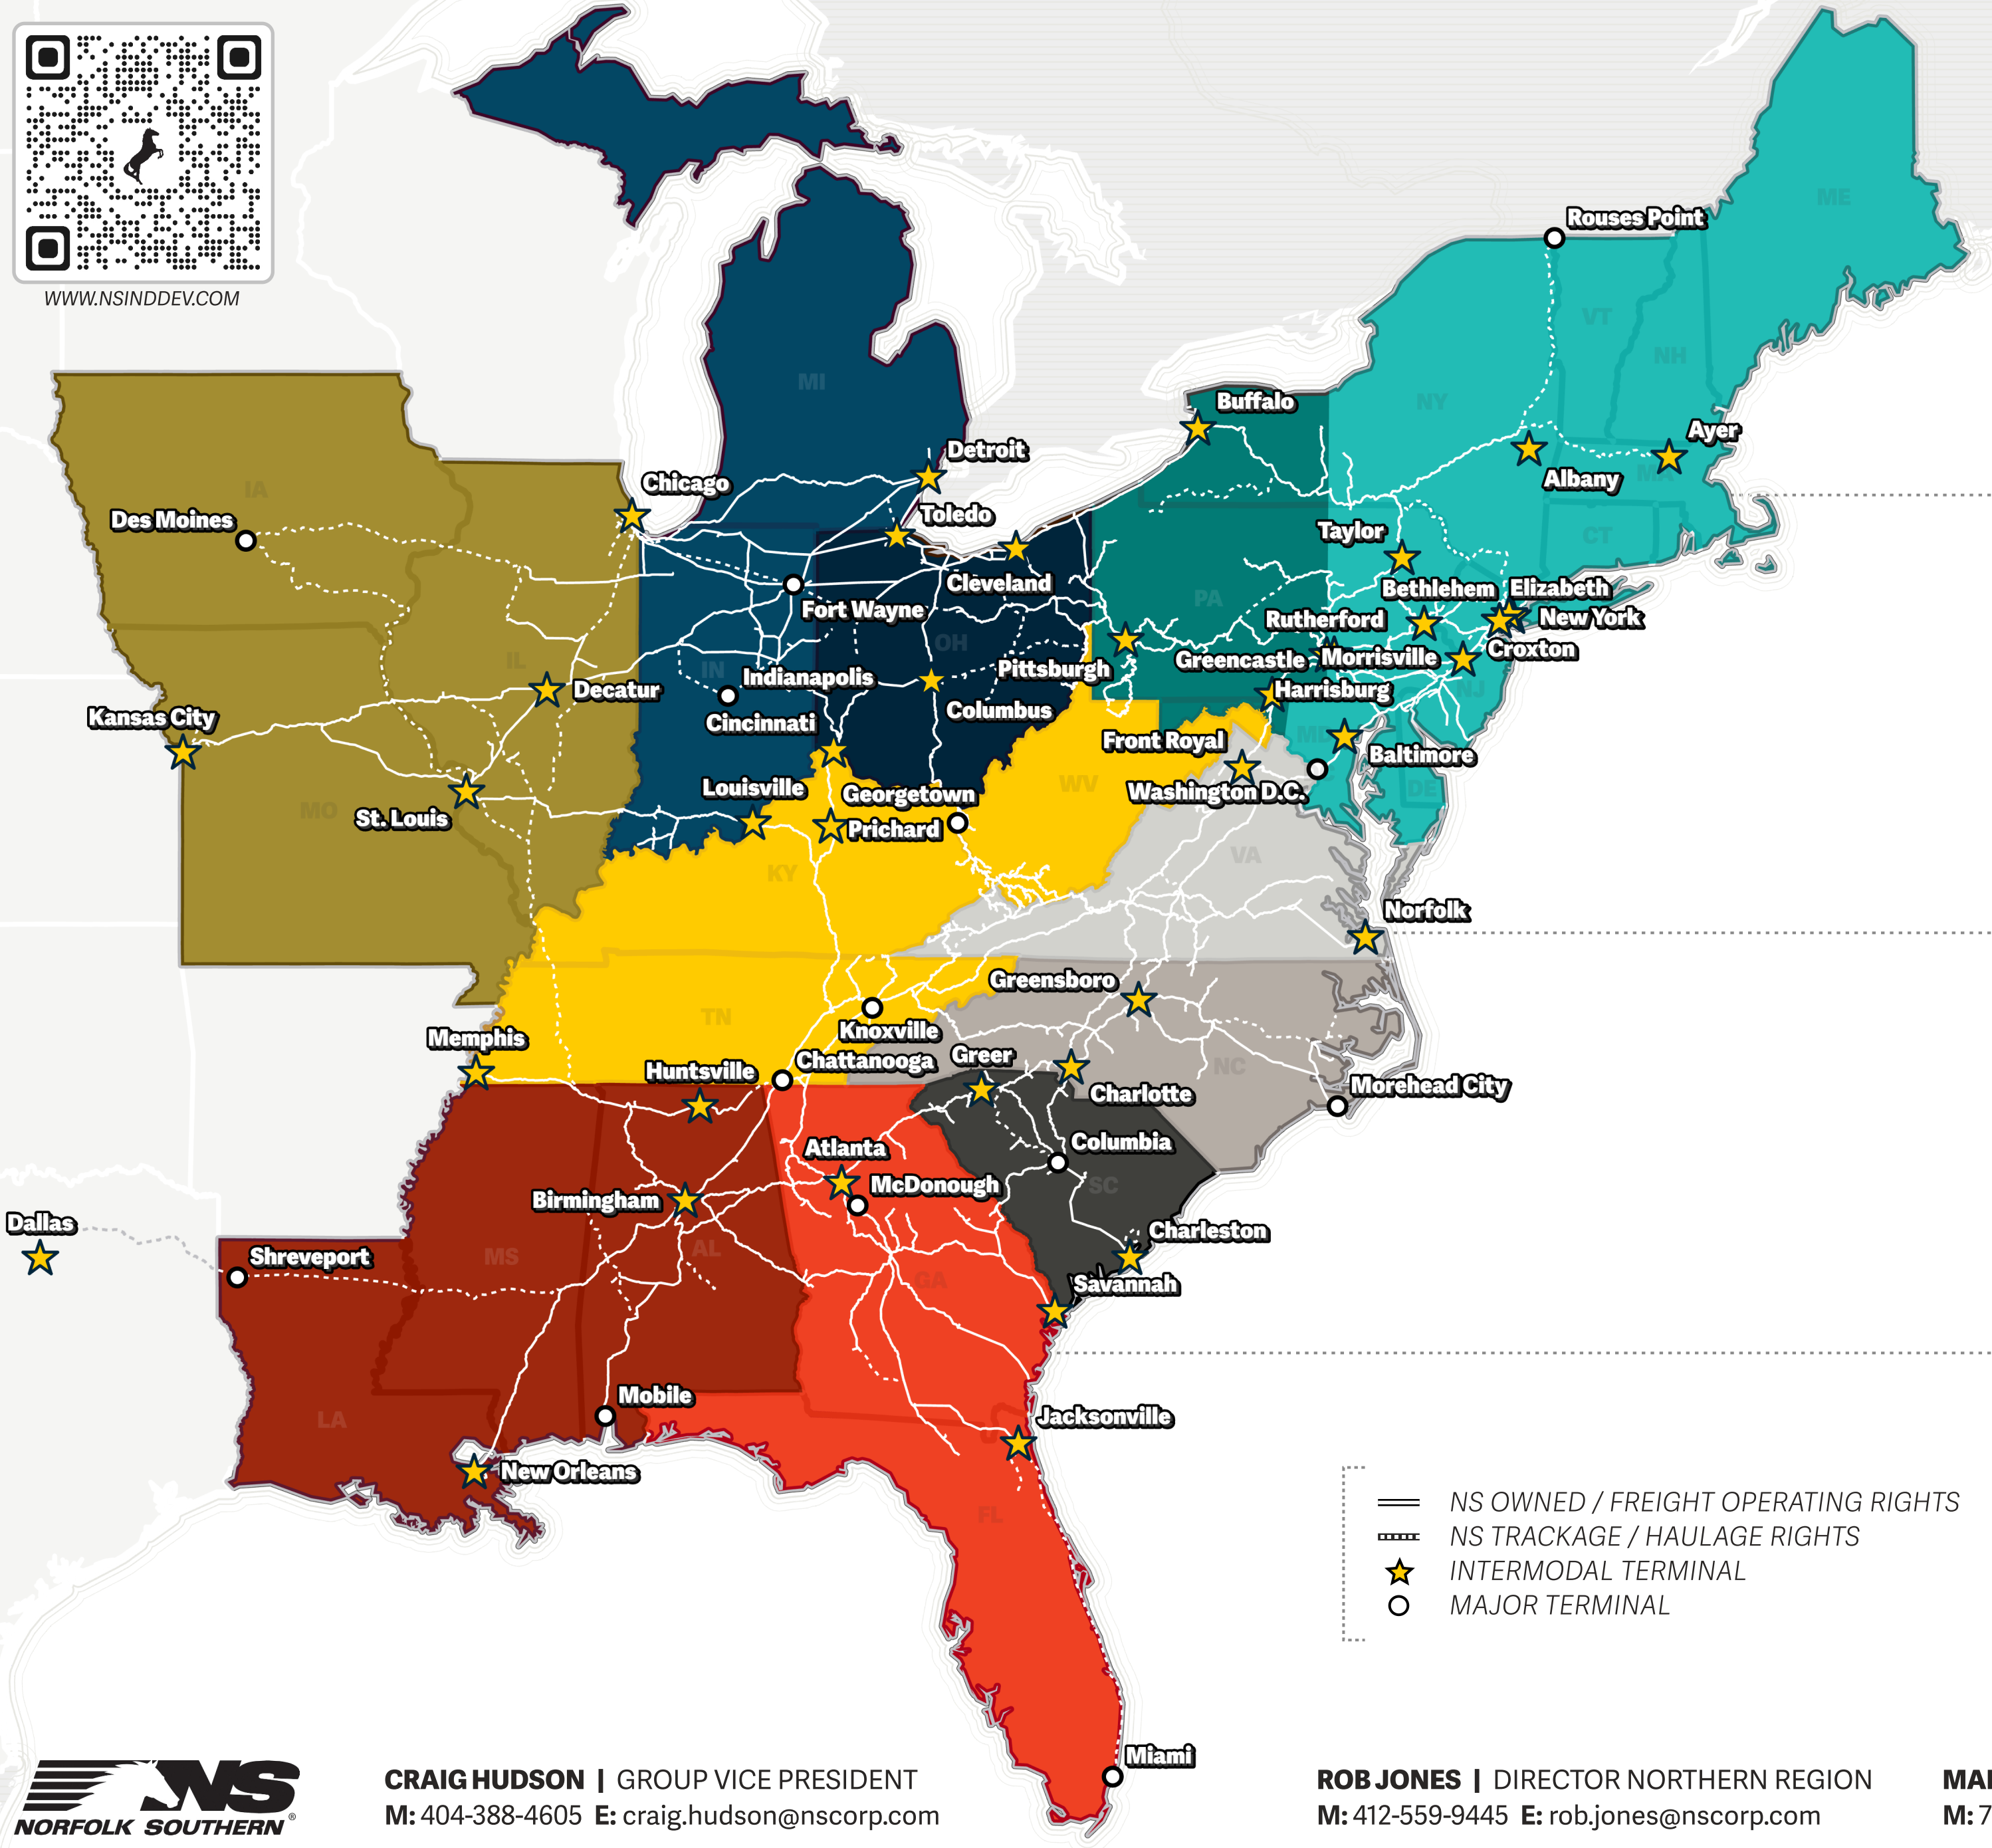 WWW.NSINDDEV.COM
ME
Rouses Point
VT
NH
MI
NY
Buffalo
Ayer
Detroit
Albany
MA
Chicago
IA
Des Moines
Toledo
Taylor
CT
Cleveland
Bethlehem
Elizabeth
Fort Wayne
PA
Rutherford
New York
OH
Croxton
IL
IN
Indianapolis
Pittsburgh
Greencastle
Morrisville
Decatur
Harrisburg
NJ
Kansas City
Cincinnati
Columbus
Front Royal
MD
Baltimore
Louisville
Georgetown
WV
Washington D.C.
DE
MO
St. Louis
Prichard
VA
KY
Norfolk
Greensboro
TN
Knoxville
Memphis
Huntsville
Chattanooga
Greer
NC
Charlotte
Morehead City
Atlanta
Columbia
McDonough
SC
Birmingham
Dallas
Shreveport
MS
AL
Charleston
GA
Savannah
Mobile
LA
Jacksonville
New Orleans
FL
NS OWNED / FREIGHT OPERATING RIGHTS
NS TRACKAGE / HAULAGE RIGHTS
INTERMODAL TERMINAL
MAJOR TERMINAL
Miami
NS
NORFOLK SOUTHERN®
CRAIG HUDSON | GROUP VICE PRESIDENT
M: 404-388-4605 E: craig.hudson@nscorp.com
ROB JONES | DIRECTOR NORTHERN REGION
M: 412-559-9445 E: rob.jones@nscorp.com
M: 7